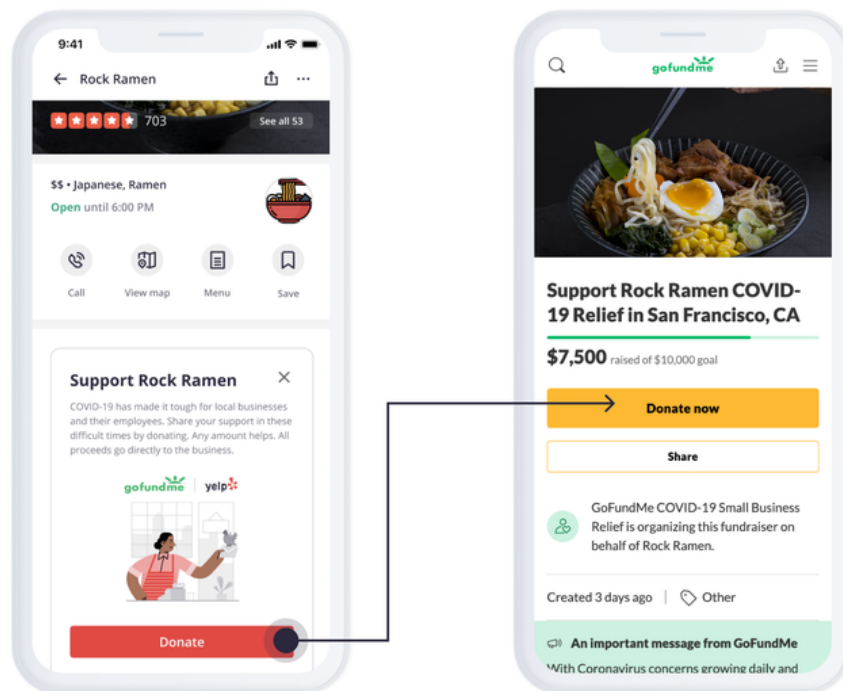 9:41
Rock Ramen
703
See all 53
$$ • Japanese, Ramen
Open until 6:00 PM
Call
View map
Menu
Save
Support Rock Ramen
COVID-19 has made it tough for local businesses
and their employees. Share your support in these
difficult times by donating. Any amount helps. All
proceeds go directly to the business.
gofundme
yelp
Donate
gofundme
Support Rock Ramen COVID-
19 Relief in San Francisco, CA
$7,500 raised of $10,000 goal
Donate now
Share
GoFundMe COVID-19 Small Business
Relief is organizing this fundraiser on
behalf of Rock Ramen.
Created 3 days ago | Other
An important message from GoFundMe
With Coronavirus concerns growing daily and